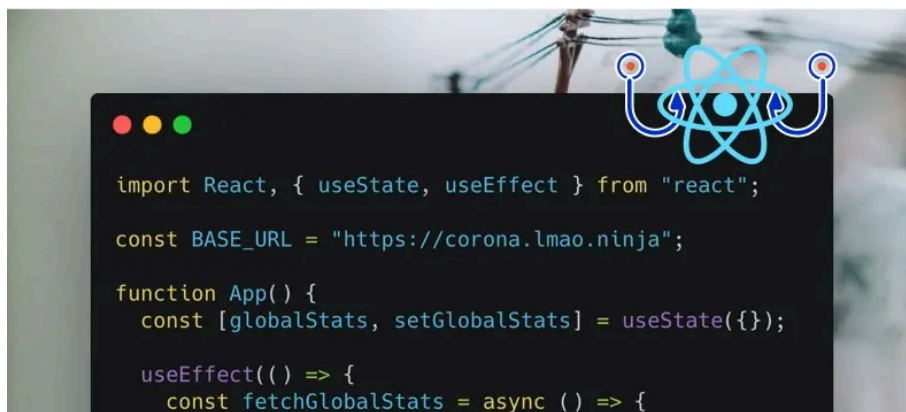 import React, { useState, useEffect } from "react";
const BASE_URL = "https://corona.lmao.ninja";
function App() {
const [globalStats, setGlobalStats] = useState({});
useEffect(() => {
const fetchGlobalStats = async () => {